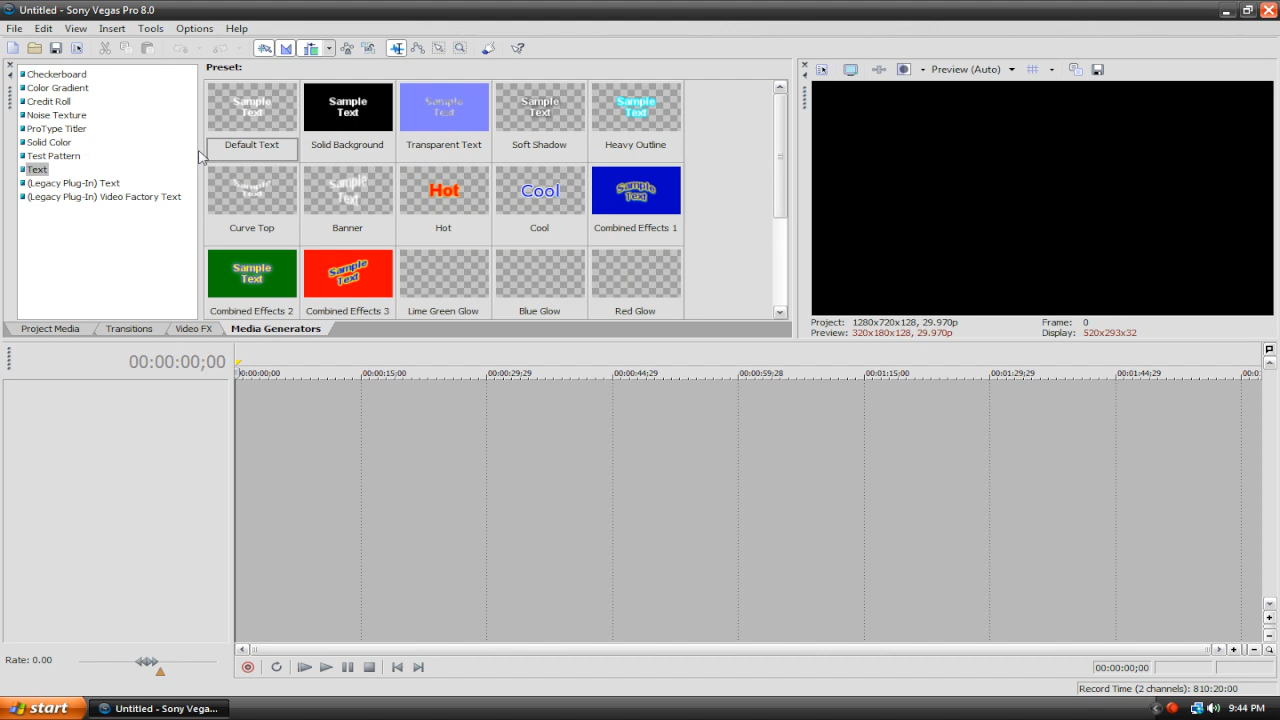 Untitled - Sony Vegas Pro 8.0
File Edit View Insert Tools Options Help
Checkerboard
Color Gradient
Credit Roll
Noise Texture
ProType Titler
Solid Color
Test Pattern
Text
(Legacy Plug-In) Text
(Legacy Plug-In) Video Factory Text
Preset:
Sample Text
Sample Text
Sample Text
Sample Text
Sample Text
Default Text
Solid Background
Transparent Text
Soft Shadow
Heavy Outline
Sample Text
Sample Text
Hot
Cool
Sample Text
Curve Top
Banner
Hot
Cool
Combined Effects 1
Sample Text
Sample Text
Combined Effects 2
Combined Effects 3
Lime Green Glow
Blue Glow
Red Glow
Project Media Transitions Video FX Media Generators
Preview (Auto)
Project: 1280x720x128, 29.970p Frame: 0
Preview: 320x180x128, 29.970p Display: 520x293x32
00:00:00;00
00:00:00;00 00:00:15;00 00:00:29;29 00:00:44;29 00:00:59;28 00:01:15;00 00:01:29;29 00:01:44;29 00:0
Rate: 0.00
00:00:00;00
Record Time (2 channels): 810:20:00
start
Untitled - Sony Vega...
9:44 PM